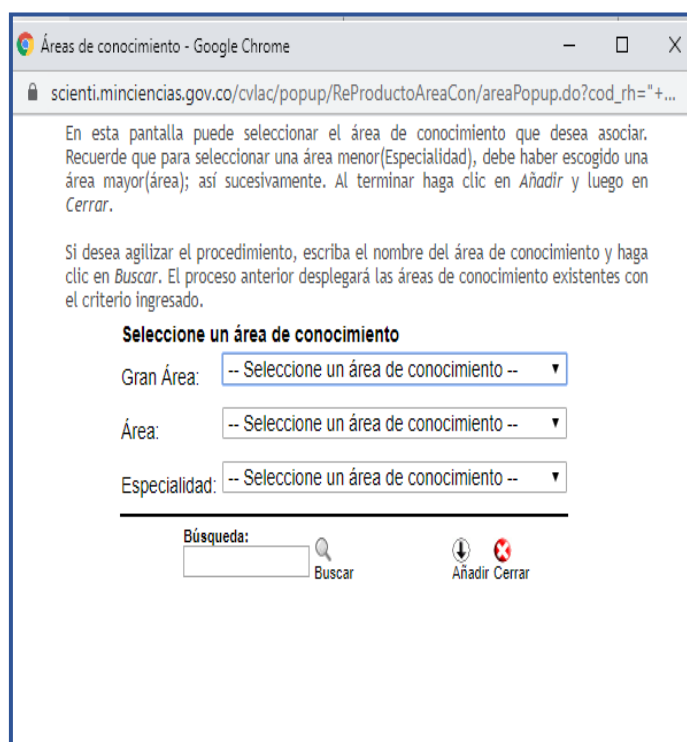 Áreas de conocimiento - Google Chrome
scienti.minciencias.gov.co/cvlac/popup/ReProductoAreaCon/areaPopup.do?cod_rh="+...
En esta pantalla puede seleccionar el área de conocimiento que desea asociar.
Recuerde que para seleccionar una área menor(Especialidad), debe haber escogido una
área mayor(área); así sucesivamente. Al terminar haga clic en Añadir y luego en
Cerrar.
Si desea agilizar el procedimiento, escriba el nombre del área de conocimiento y haga
clic en Buscar. El proceso anterior desplegará las áreas de conocimiento existentes con
el criterio ingresado.
Seleccione un área de conocimiento
Gran Área: -- Seleccione un área de conocimiento --
Área: -- Seleccione un área de conocimiento --
Especialidad: -- Seleccione un área de conocimiento --
Búsqueda:
Buscar Añadir Cerrar